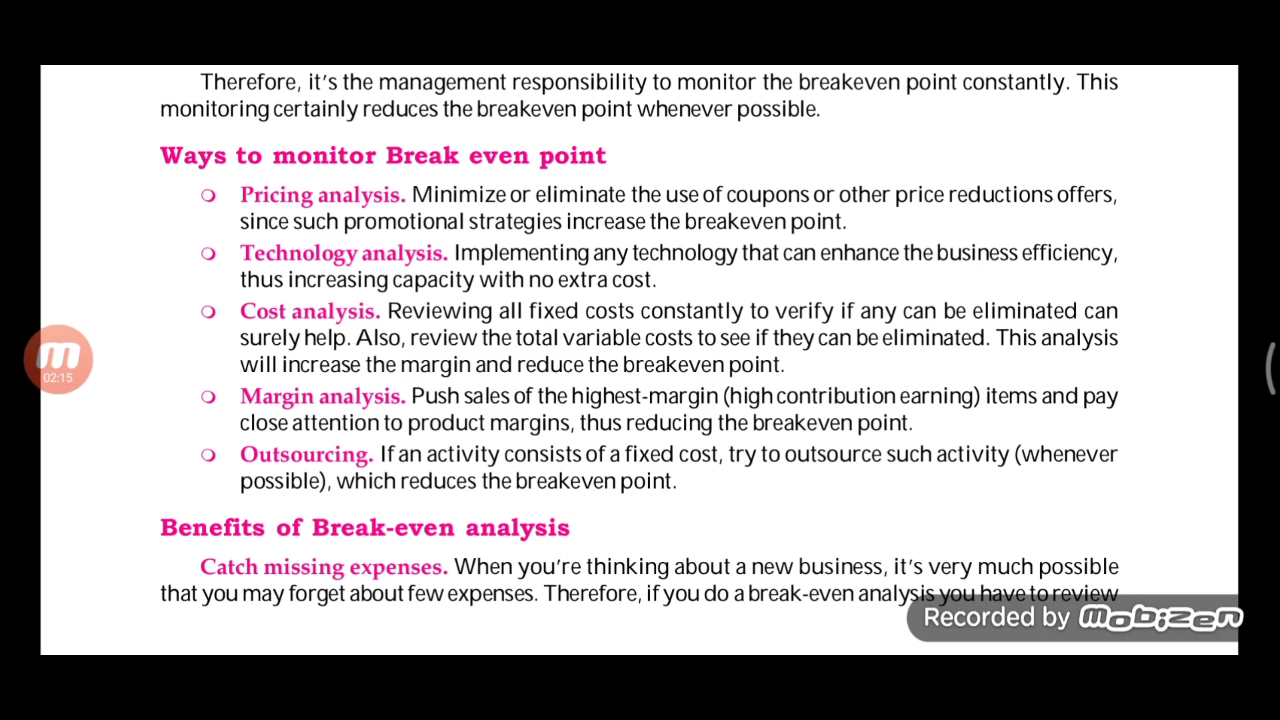 Therefore, it's the management responsibility to monitor the breakeven point constantly. This
monitoring certainly reduces the breakeven point whenever possible.
Ways to monitor Break even point
Pricing analysis. Minimize or eliminate the use of coupons or other price reductions offers,
since such promotional strategies increase the breakeven point.
Technology analysis. Implementing any technology that can enhance the business efficiency,
thus increasing capacity with no extra cost.
Cost analysis. Reviewing all fixed costs constantly to verify if any can be eliminated can
surely help. Also, review the total variable costs to see if they can be eliminated. This analysis
will increase the margin and reduce the breakeven point.
Margin analysis. Push sales of the highest-margin (high contribution earning) items and pay
close attention to product margins, thus reducing the breakeven point.
Outsourcing. If an activity consists of a fixed cost, try to outsource such activity (whenever
possible), which reduces the breakeven point.
Benefits of Break-even analysis
Catch missing expenses. When you're thinking about a new business, it's very much possible
that you may forget about few expenses. Therefore, if you do a break-even analysis you have to review
m
02:15
Recorded by mobizen